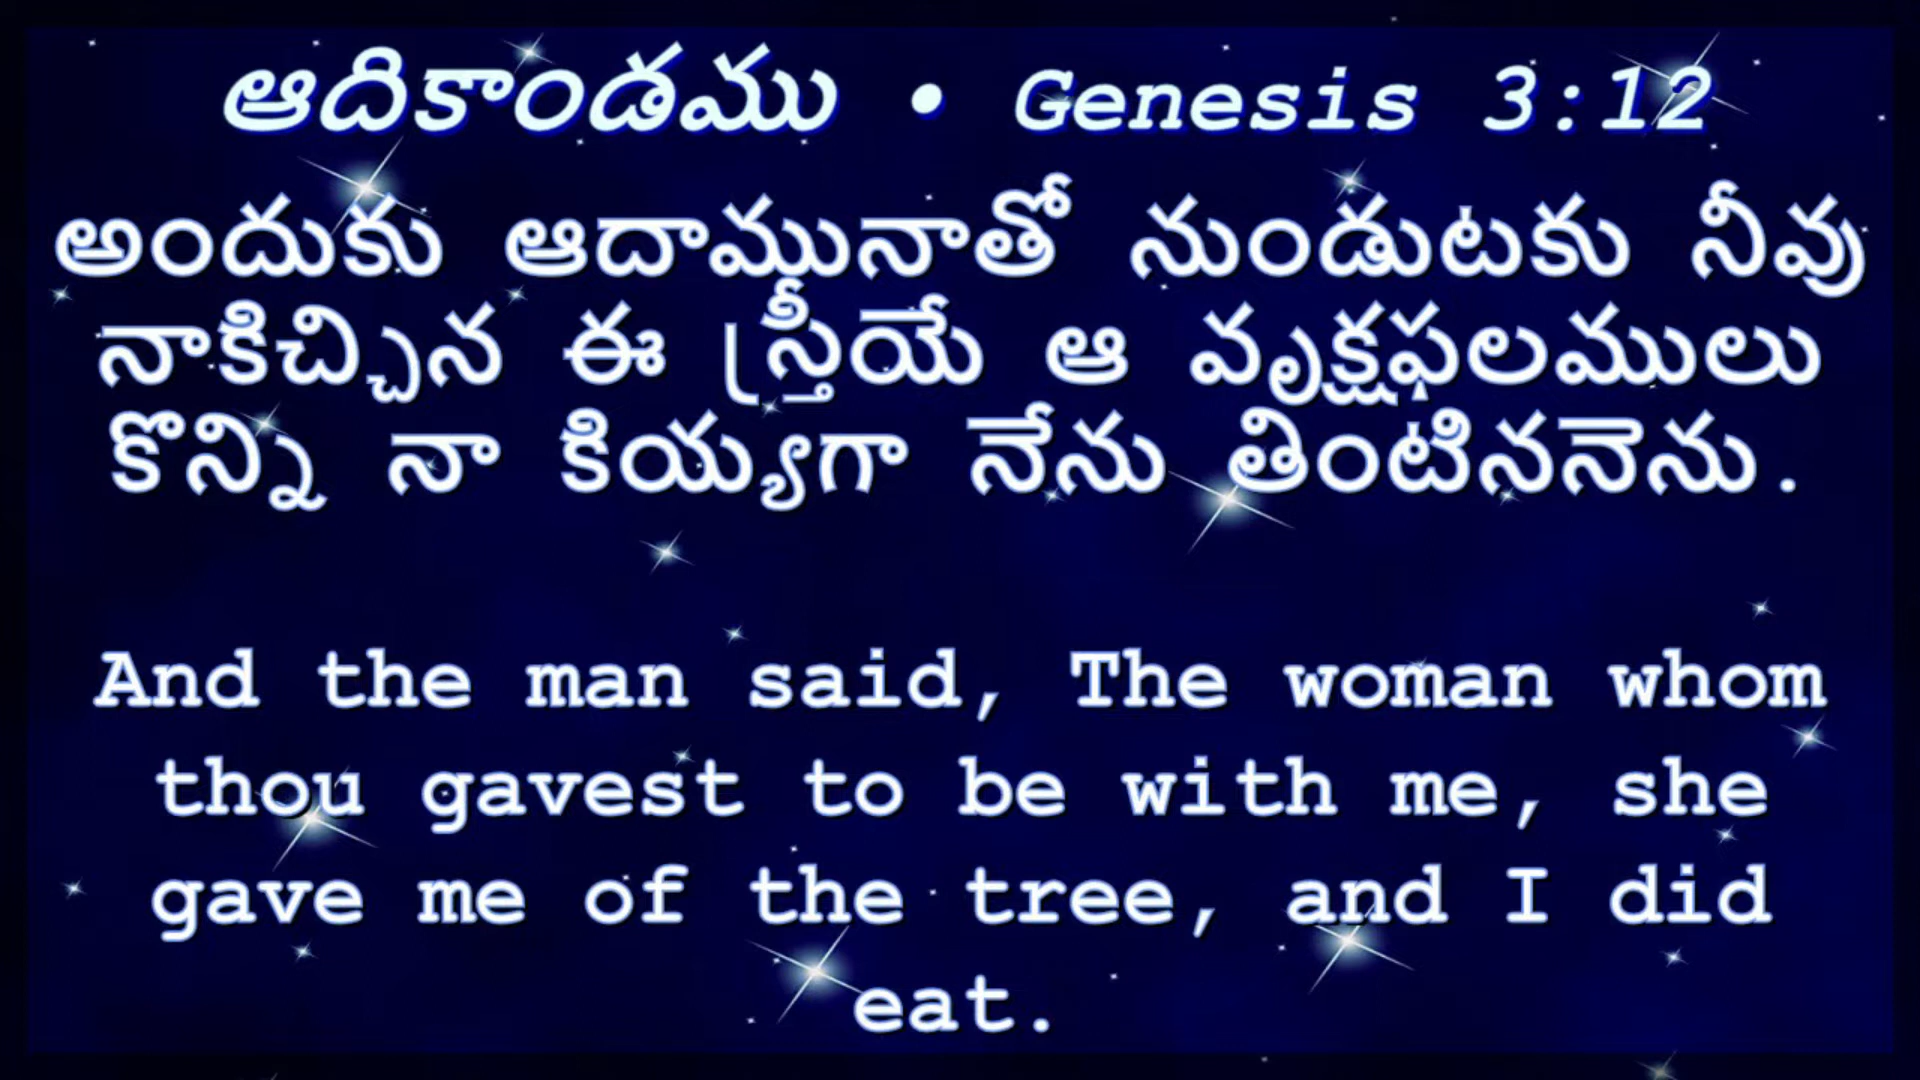 ఆదికాండము • Genesis 3:12
అందుకు ఆదామునాతో నుండుటకు నీవు
నాకిచ్చిన ఈ స్త్రీయే ఆ వృక్షఫలములు
కొన్ని నా కియ్యగా నేను తింటిననెను.
And the man said, The woman whom
thou gavest to be with me, she
gave me of the tree, and I did
eat.